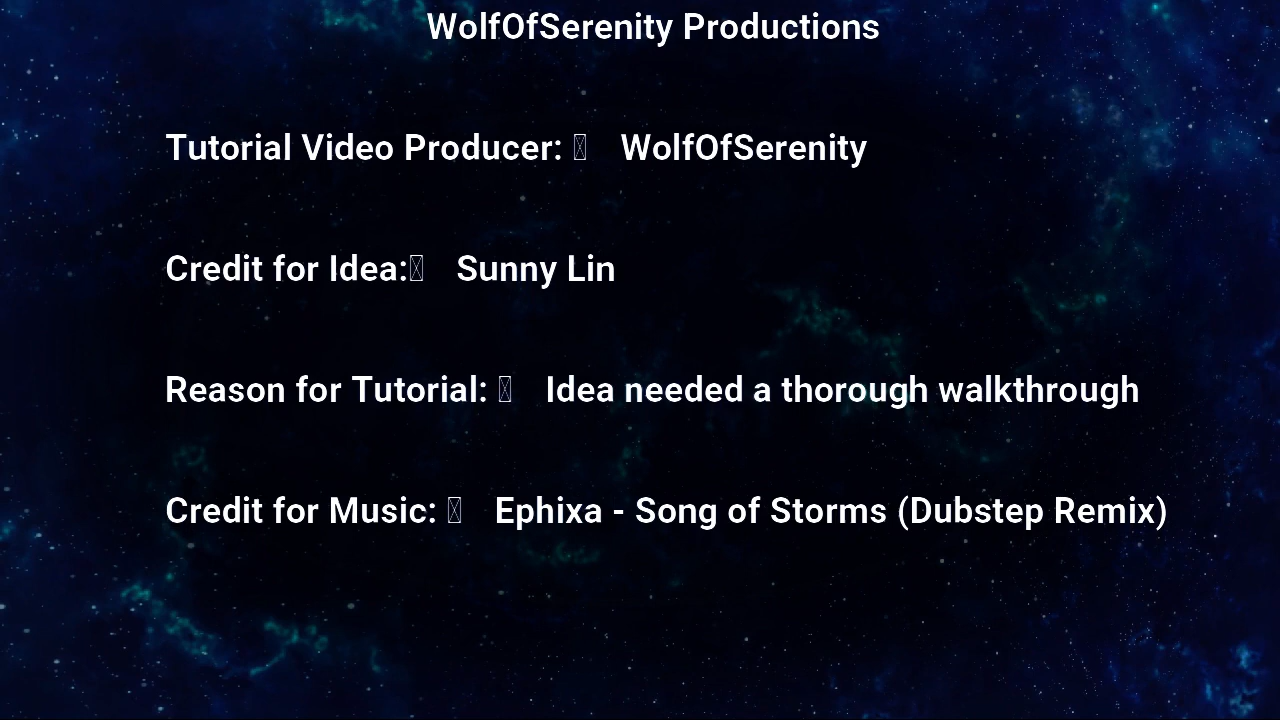 WolfOfSerenity Productions
Tutorial Video Producer: WolfOfSerenity
Credit for Idea: Sunny Lin
Reason for Tutorial: Idea needed a thorough walkthrough
Credit for Music: Ephixa - Song of Storms (Dubstep Remix)